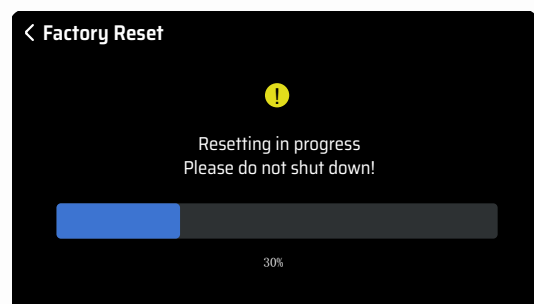 Factory Reset
!
Resetting in progress
Please do not shut down!
30%